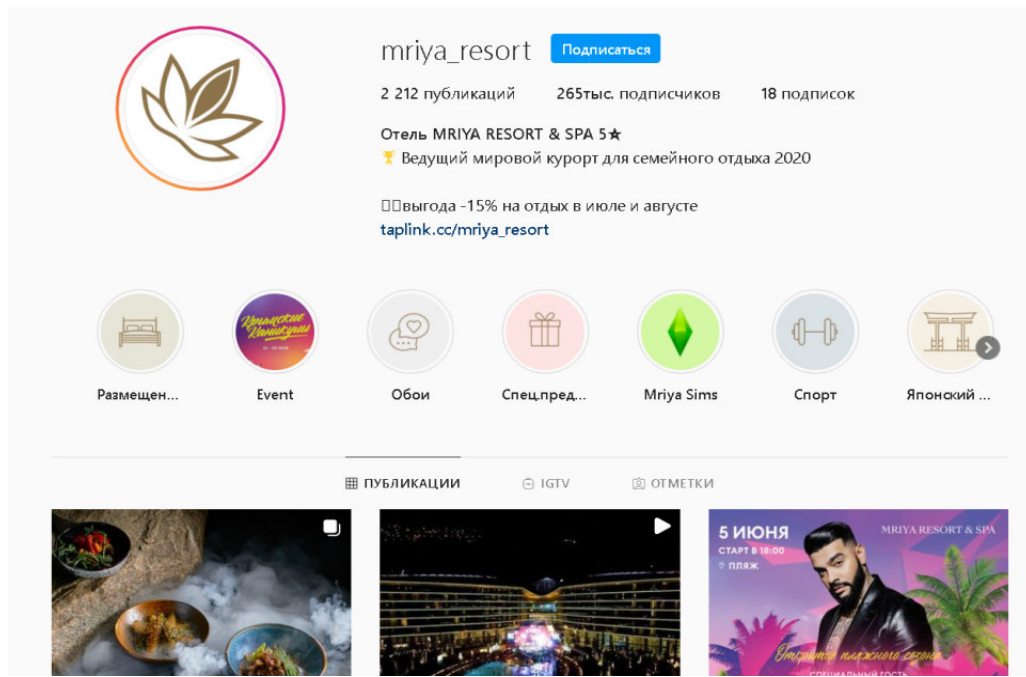 mriya_resort Подписаться
2 212 публикаций 265тыс. подписчиков 18 подписок
Отель MRIYA RESORT & SPA 5★
🏆 Ведущий мировой курорт для семейного отдыха 2020
▯▯выгода -15% на отдых в июле и августе
taplink.cc/mriya_resort
Крымские
Каникулы
Размещен... Event Обои Спец.пред... Mriya Sims Спорт Японский ...
ПУБЛИКАЦИИ IGTV ОТМЕТКИ
5 ИЮНЯ MRIYA RESORT & SPA
СТАРТ В 18:00
ПЛЯЖ
Открытие пляжного сезона
СПЕЦИАЛЬНЫЙ ГОСТЬ